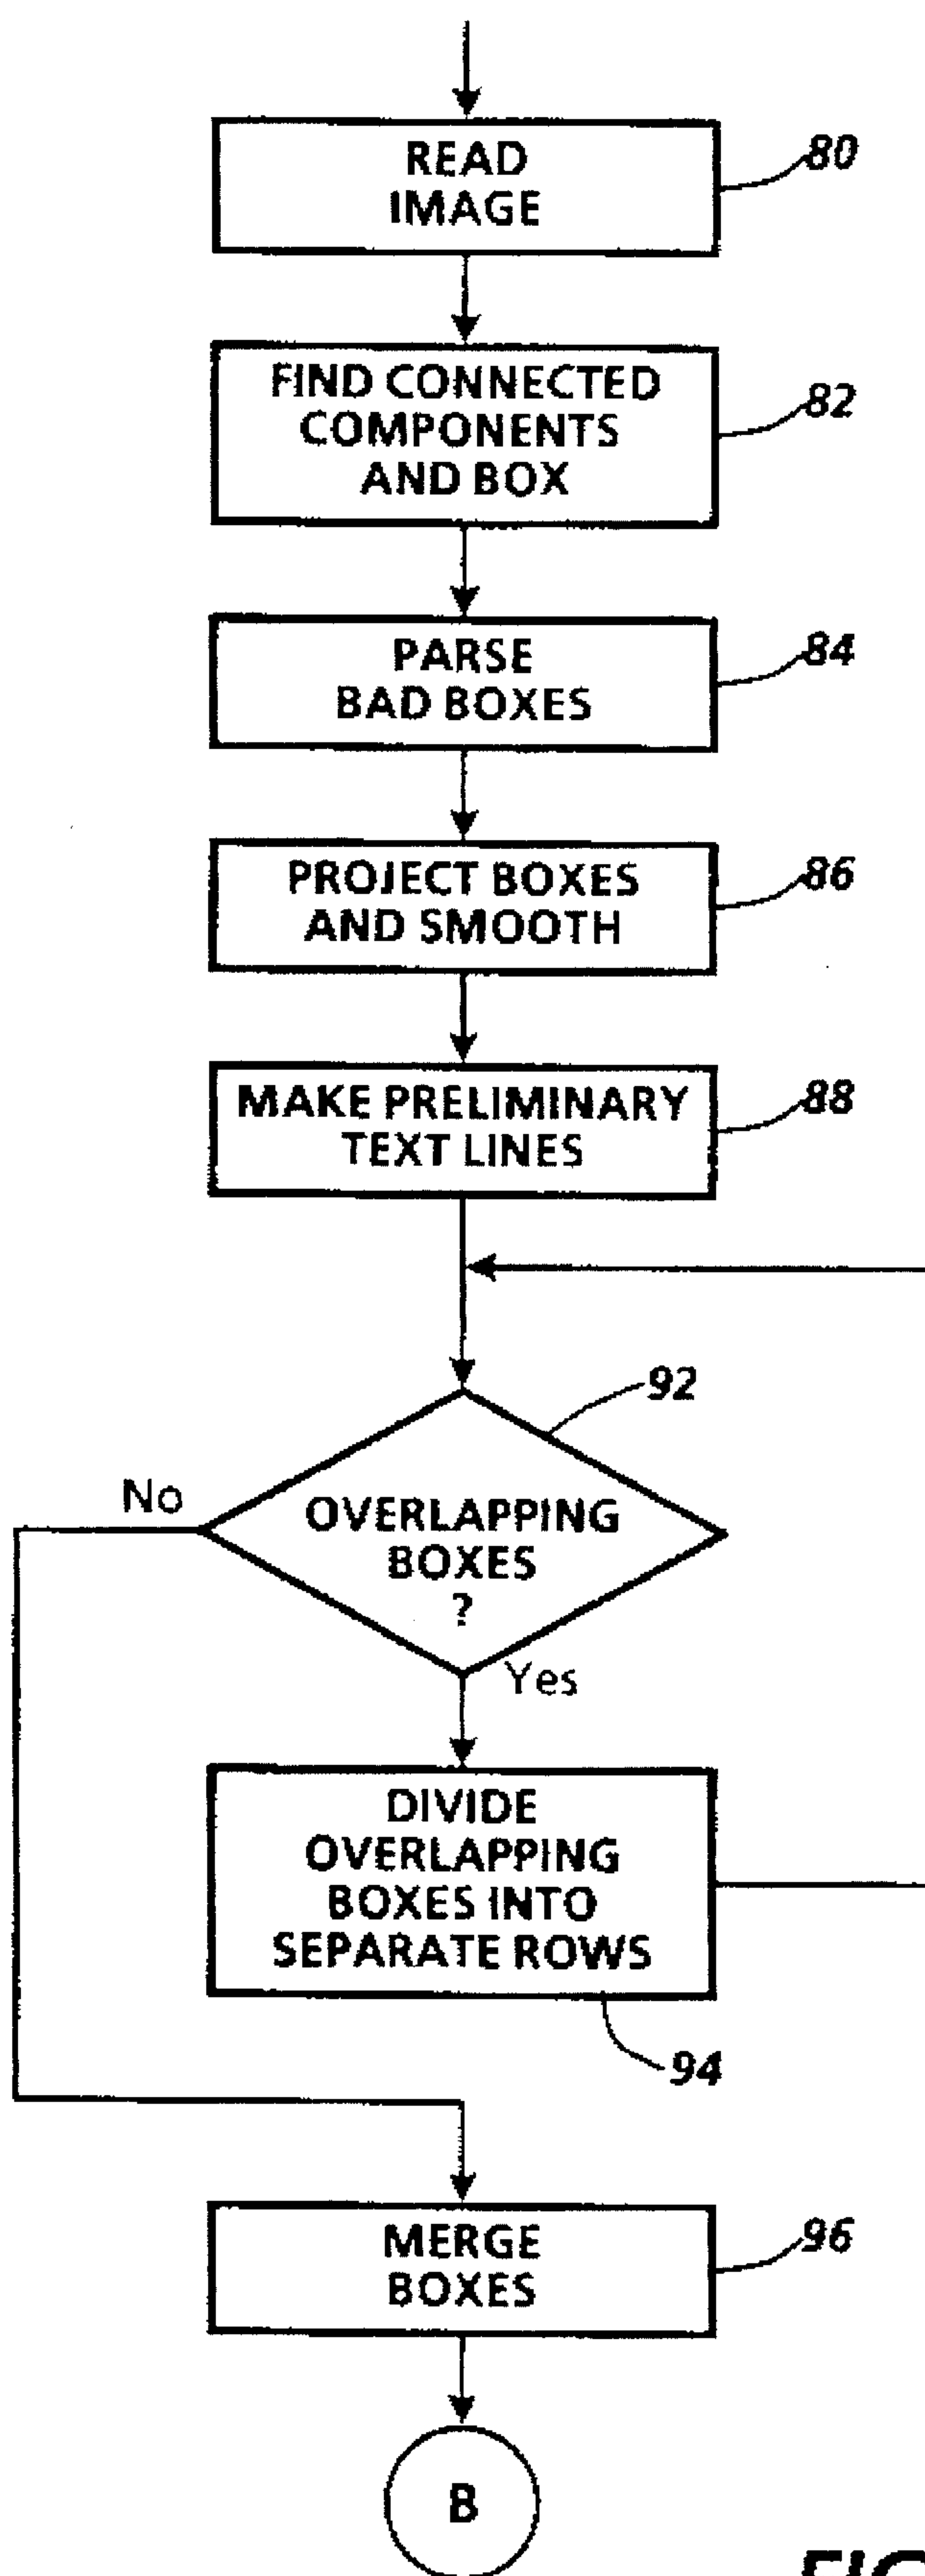 READ
IMAGE
80
FIND CONNECTED
COMPONENTS
AND BOX
82
PARSE
BAD BOXES
84
PROJECT BOXES
AND SMOOTH
86
MAKE PRELIMINARY
TEXT LINES
88
92
No
OVERLAPPING
BOXES
?
Yes
DIVIDE
OVERLAPPING
BOXES INTO
SEPARATE ROWS
94
MERGE
BOXES
96
B